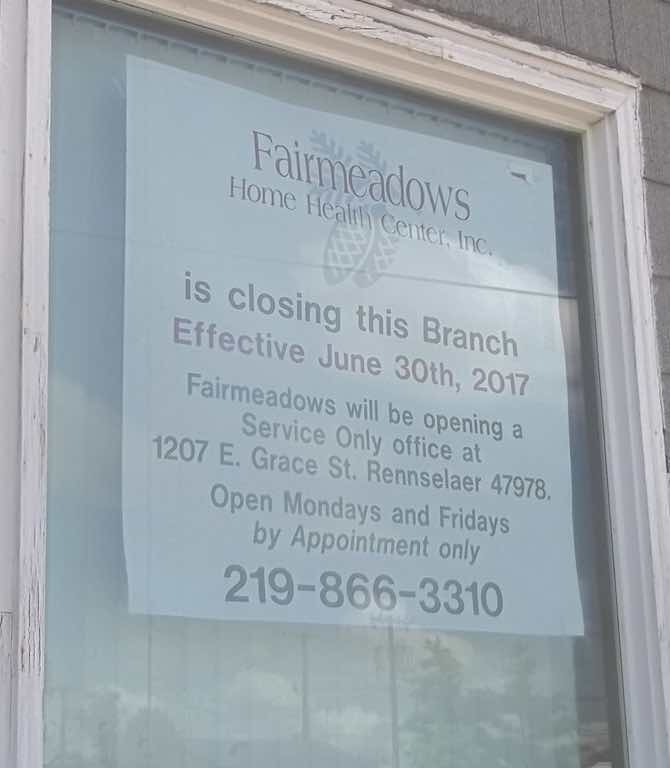 Fairmeadows
Home Health Center, Inc.
is closing this Branch
Effective June 30th, 2017
Fairmeadows will be opening a
Service Only office at
1207 E. Grace St. Rennselaer 47978.
Open Mondays and Fridays
by Appointment only
219-866-3310